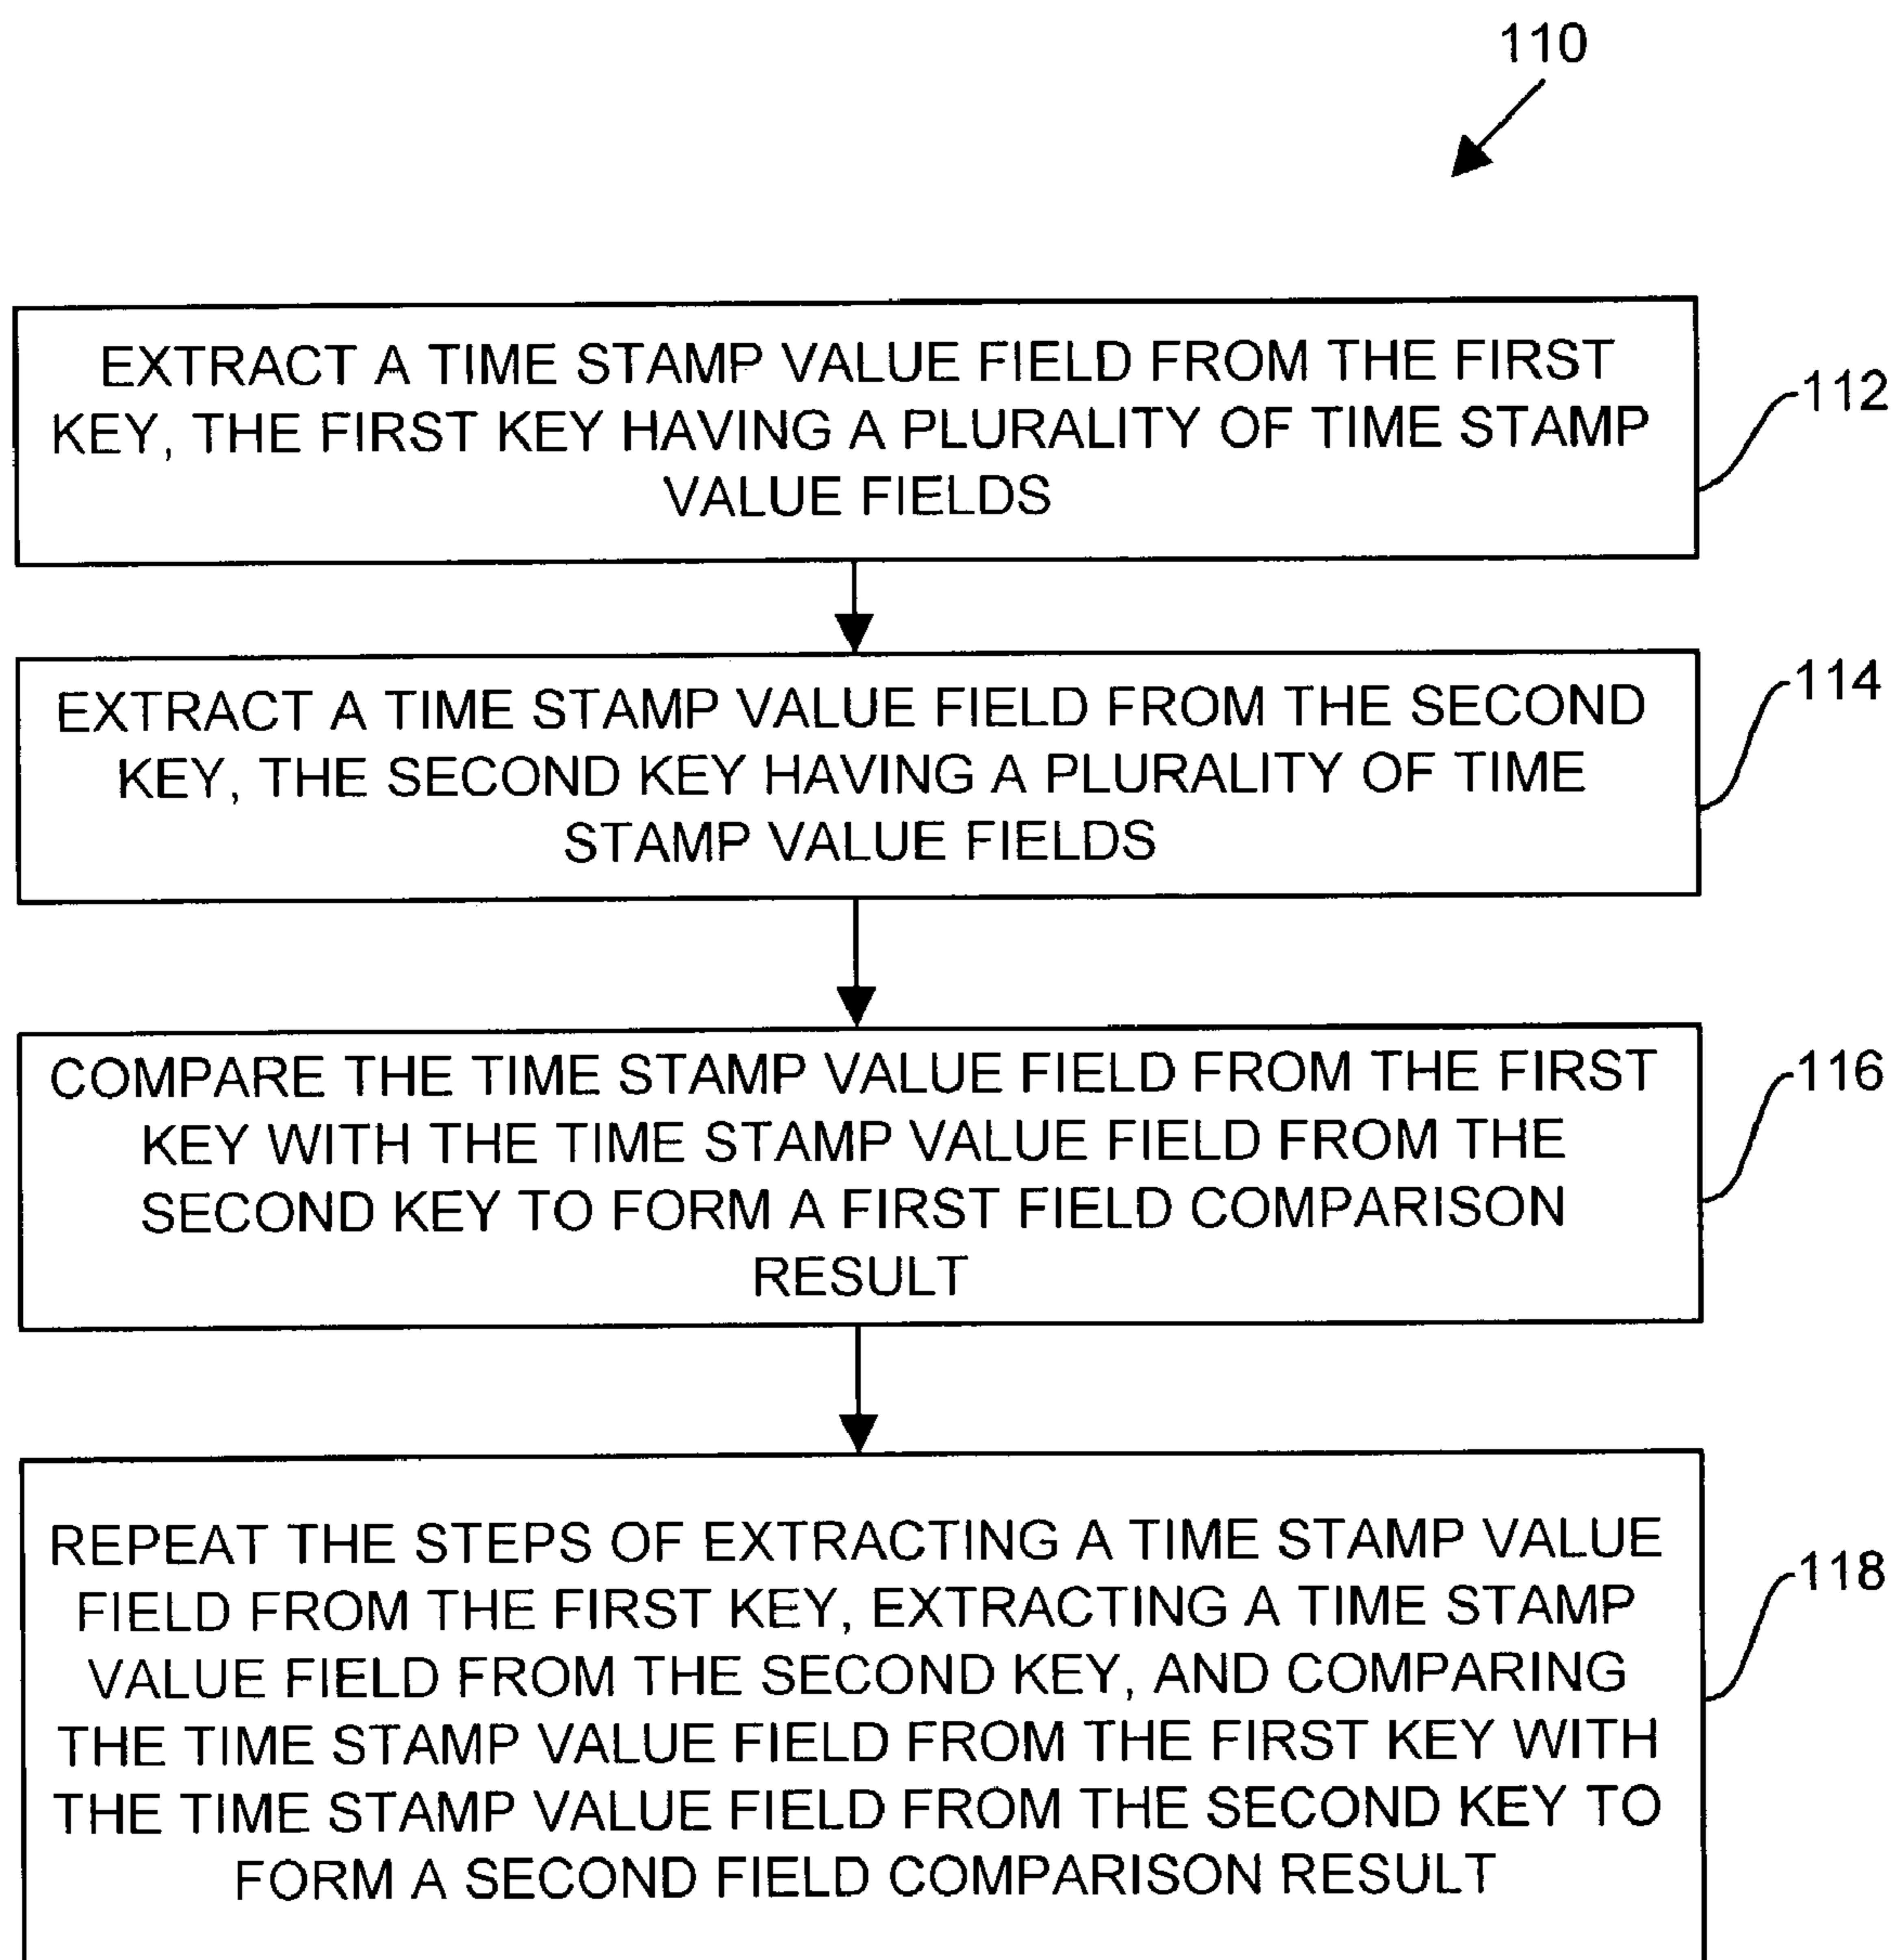 110
EXTRACT A TIME STAMP VALUE FIELD FROM THE FIRST
KEY, THE FIRST KEY HAVING A PLURALITY OF TIME STAMP
VALUE FIELDS
112
EXTRACT A TIME STAMP VALUE FIELD FROM THE SECOND
KEY, THE SECOND KEY HAVING A PLURALITY OF TIME
STAMP VALUE FIELDS
114
COMPARE THE TIME STAMP VALUE FIELD FROM THE FIRST
KEY WITH THE TIME STAMP VALUE FIELD FROM THE
SECOND KEY TO FORM A FIRST FIELD COMPARISON
RESULT
116
REPEAT THE STEPS OF EXTRACTING A TIME STAMP VALUE
FIELD FROM THE FIRST KEY, EXTRACTING A TIME STAMP
VALUE FIELD FROM THE SECOND KEY, AND COMPARING
THE TIME STAMP VALUE FIELD FROM THE FIRST KEY WITH
THE TIME STAMP VALUE FIELD FROM THE SECOND KEY TO
FORM A SECOND FIELD COMPARISON RESULT
118